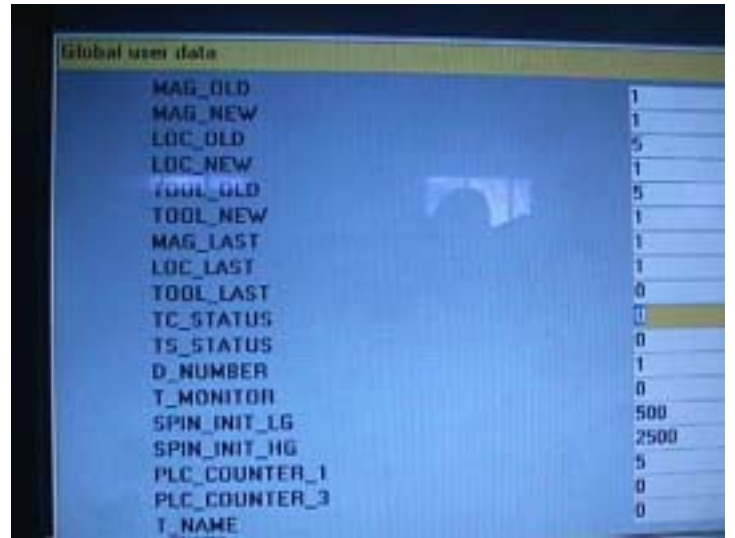 Global user data
MAG_OLD 1
MAG_NEW 1
LOC_OLD 5
LOC_NEW 1
TOOL_OLD 5
TOOL_NEW 1
MAG_LAST 1
LOC_LAST 1
TOOL_LAST 0
TC_STATUS 0
TS_STATUS 0
D_NUMBER 1
T_MONITOR 0
SPIN_INIT_LG 500
SPIN_INIT_HG 2500
PLC_COUNTER_1 5
PLC_COUNTER_3 0
T_NAME 0